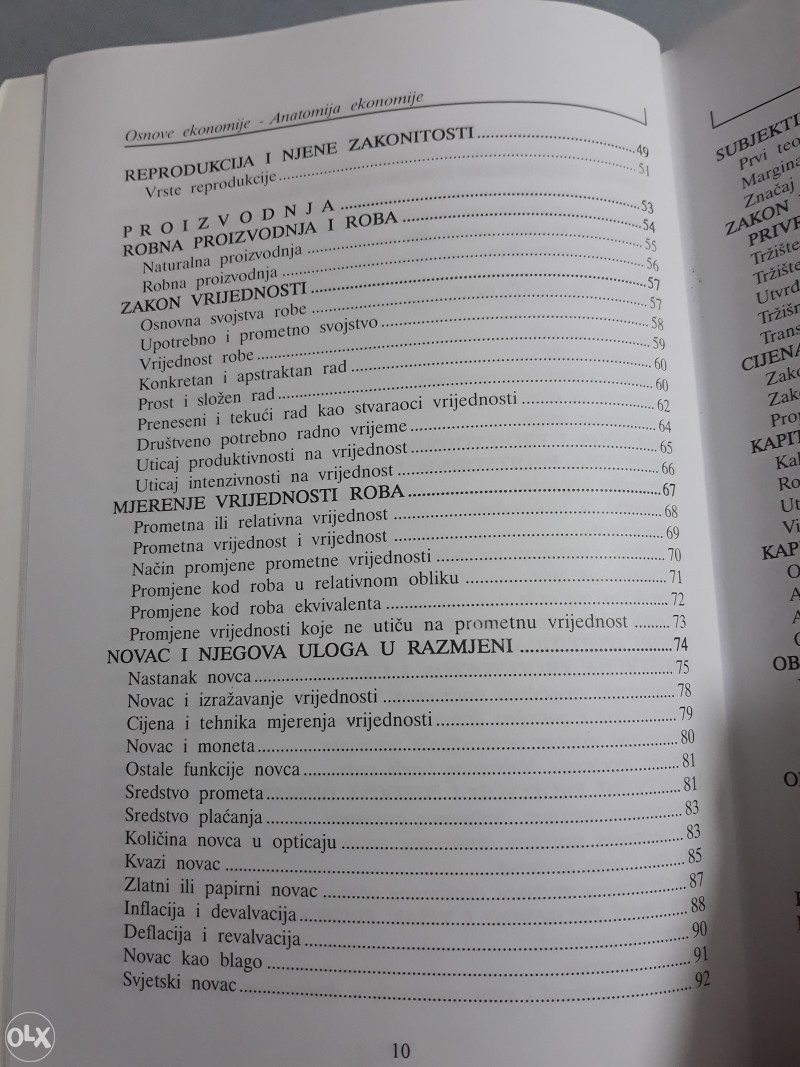 Osnove ekonomije - Anatomija ekonomije
REPRODUKCIJA I NJENE ZAKONITOSTI..........49
Vrste reprodukcije..........51
P R O I Z V O D N J A ..........53
ROBNA PROIZVODNJA I ROBA ..........54
Naturalna proizvodnja ..........55
Robna proizvodnja ..........56
ZAKON VRIJEDNOSTI..........57
Osnovna svojstva robe ..........57
Upotrebno i prometno svojstvo ..........58
Vrijednost robe..........59
Konkretan i apstraktan rad ..........60
Prost i složen rad..........60
Preneseni i tekući rad kao stvaraoci vrijednosti ..........62
Društveno potrebno radno vrijeme ..........64
Uticaj produktivnosti na vrijednost ..........65
Uticaj intenzivnosti na vrijednost ..........66
MJERENJE VRIJEDNOSTI ROBA..........67
Prometna ili relativna vrijednost ..........68
Prometna vrijednost i vrijednost ..........69
Način promjene prometne vrijednosti ..........70
Promjene kod roba u relativnom obliku ..........71
Promjene kod roba ekvivalenta ..........72
Promjene vrijednosti koje ne utiču na prometnu vrijednost .........73
NOVAC I NJEGOVA ULOGA U RAZMJENI ..........74
Nastanak novca..........75
Novac i izražavanje vrijednosti ..........78
Cijena i tehnika mjerenja vrijednosti..........79
Novac i moneta..........80
Ostale funkcije novca..........81
Sredstvo prometa..........81
Sredstvo plaćanja ..........83
Količina novca u opticaju ..........83
Kvazi novac ..........85
Zlatni ili papirni novac ..........87
Inflacija i devalvacija..........88
Deflacija i revalvacija ..........90
Novac kao blago ..........91
Svjetski novac..........92
10
SUBJEKTI
Prvi teo
Margina
Značaj
ZAKON
PRIVR
Tržište
Tržište
Utvrd
Tržišn
Trans
CIJENA
Zako
Zako
Pro
KAPIT
Kal
Ro
Ut
Vi
KAP
O
A
A
OB
OLX